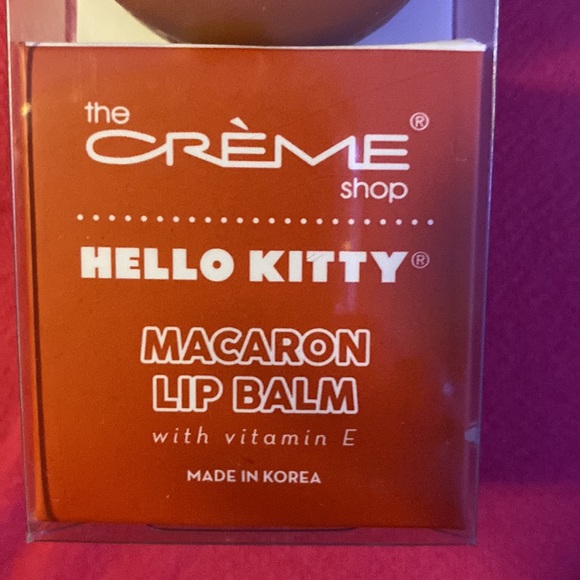 the
CRÈME®
shop
HELLO KITTY®
MACARON
LIP BALM
with vitamin E
MADE IN KOREA